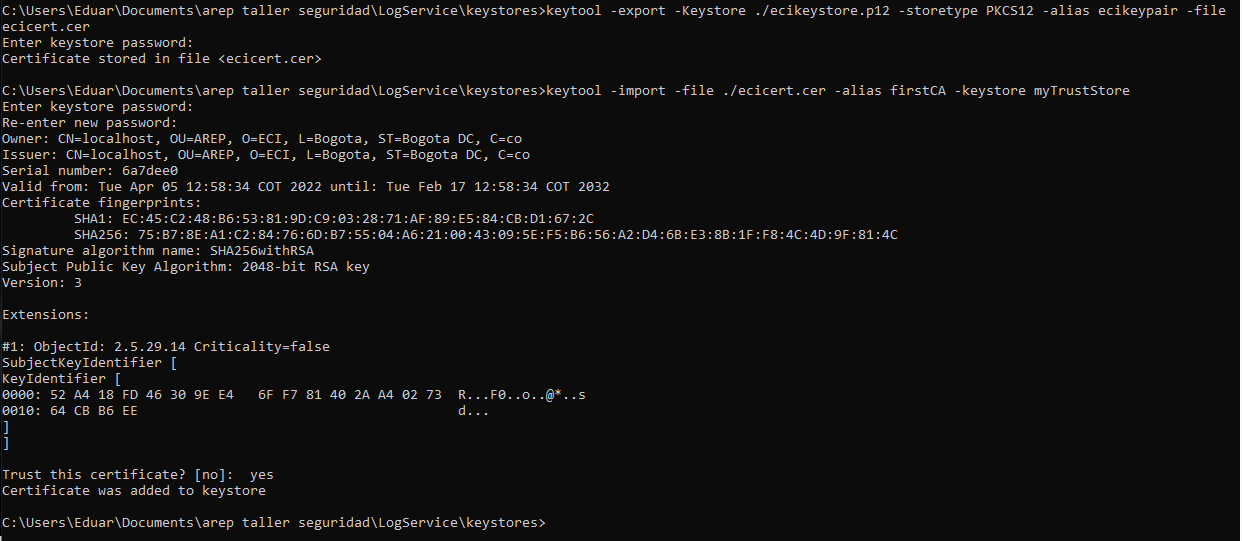 C:\Users\Eduar\Documents\arep taller seguridad\LogService\keystores>keytool -export -Keystore ./ecikeystore.p12 -storetype PKCS12 -alias ecikeypair -file
ecicert.cer
Enter keystore password:
Certificate stored in file <ecicert.cer>
C:\Users\Eduar\Documents\arep taller seguridad\LogService\keystores>keytool -import -file ./ecicert.cer -alias firstCA -keystore myTrustStore
Enter keystore password:
Re-enter new password:
Owner: CN=localhost, OU=AREP, O=ECI, L=Bogota, ST=Bogota DC, C=co
Issuer: CN=localhost, OU=AREP, O=ECI, L=Bogota, ST=Bogota DC, C=co
Serial number: 6a7dee0
Valid from: Tue Apr 05 12:58:34 COT 2022 until: Tue Feb 17 12:58:34 COT 2032
Certificate fingerprints:
SHA1: EC:45:C2:48:B6:53:81:9D:C9:03:28:71:AF:89:E5:84:CB:D1:67:2C
SHA256: 75:B7:8E:A1:C2:84:76:6D:B7:55:04:A6:21:00:43:09:5E:F5:B6:56:A2:D4:6B:E3:8B:1F:F8:4C:4D:9F:81:4C
Signature algorithm name: SHA256withRSA
Subject Public Key Algorithm: 2048-bit RSA key
Version: 3
Extensions:
#1: ObjectId: 2.5.29.14 Criticality=false
SubjectKeyIdentifier [
KeyIdentifier [
0000: 52 A4 18 FD 46 30 9E E4   6F F7 81 40 2A A4 02 73  R...F0..o..@*..s
0010: 64 CB B6 EE                                        d...
]
]
Trust this certificate? [no]:  yes
Certificate was added to keystore
C:\Users\Eduar\Documents\arep taller seguridad\LogService\keystores>